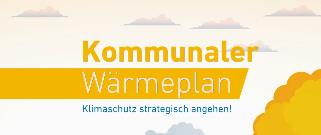 Kommunaler
Wärmeplan
Klimaschutz strategisch angehen!